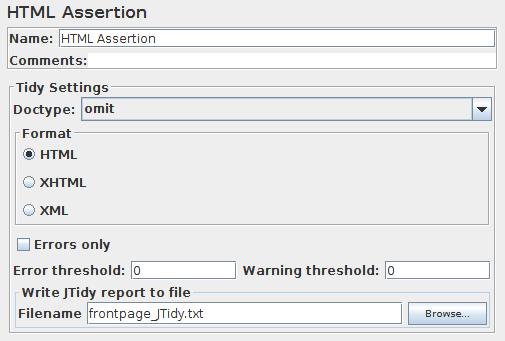 HTML Assertion
Name: HTML Assertion
Comments:
Tidy Settings
Doctype: omit
Format
HTML
XHTML
XML
Errors only
Error threshold: 0 Warning threshold: 0
Write JTidy report to file
Filename frontpage_JTidy.txt Browse...